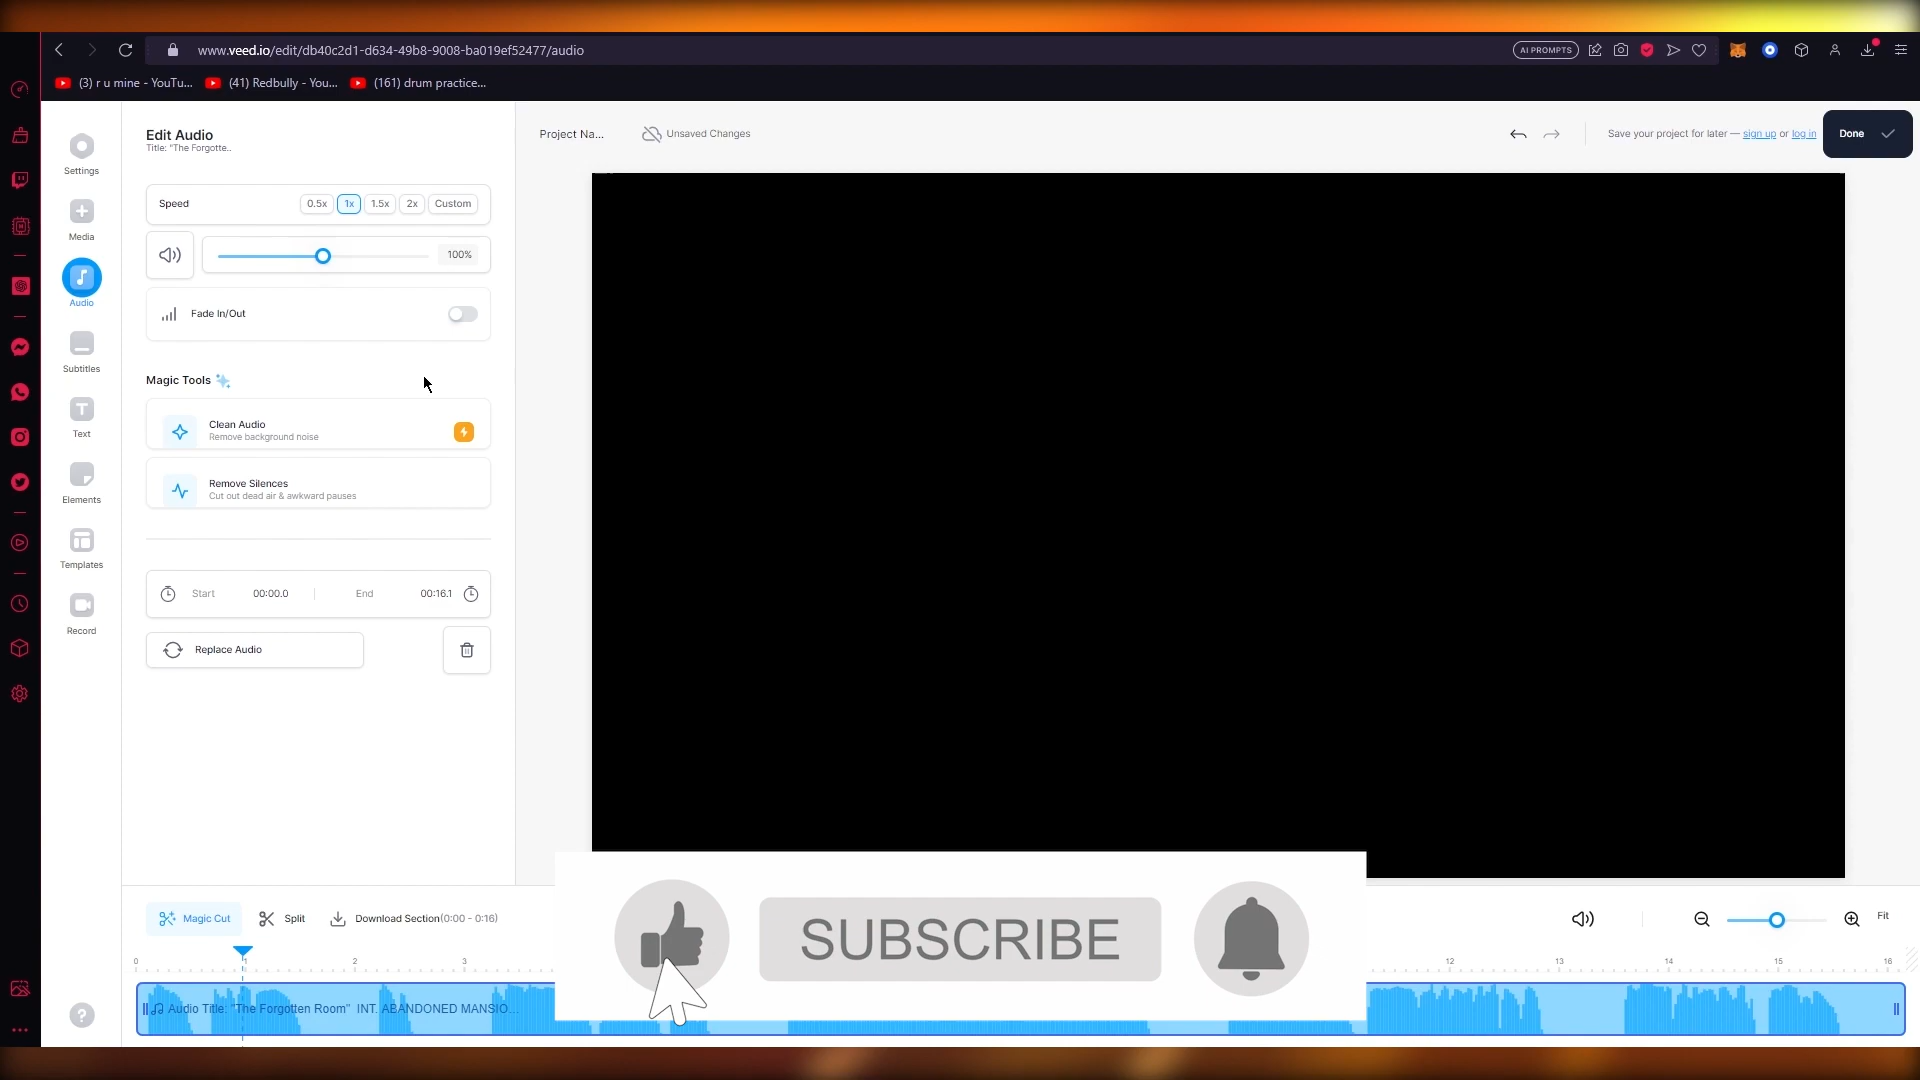 www.veed.io/edit/db40c2d1-d634-49b8-9008-ba019ef52477/audio
AI PROMPTS
(3) r u mine - YouTu...
(41) Redbully - You...
(161) drum practice...
Edit Audio
Title: "The Forgotte..
Project Na...
Unsaved Changes
Save your project for later — sign up or log in
Done
Settings
Media
Audio
Subtitles
Text
Elements
Templates
Record
Speed
0.5x
1x
1.5x
2x
Custom
100%
Fade In/Out
Magic Tools
Clean Audio
Remove background noise
Remove Silences
Cut out dead air & awkward pauses
Start 00:00.0
End 00:16.1
Replace Audio
Magic Cut
Split
Download Section(0:00 - 0:16)
SUBSCRIBE
Fit
0 1 2 3 12 13 14 15 16
Audio Title: "The Forgotten Room" INT. ABANDONED MANSIO...